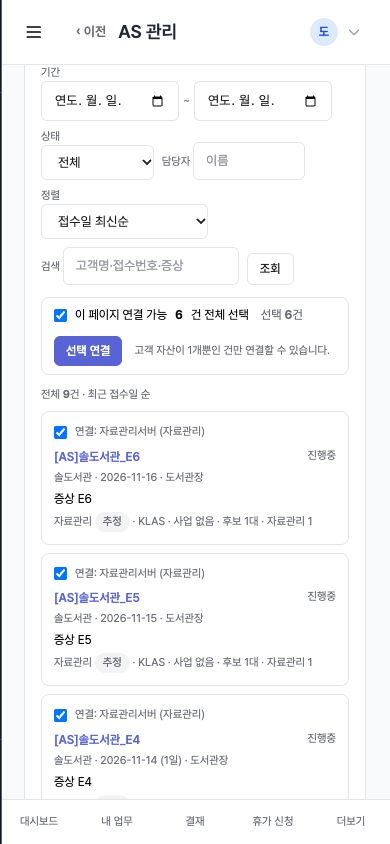 ‹ 이전 AS 관리 도
기간
연도. 월. 일. ~ 연도. 월. 일.
상태
전체 담당자 이름
정렬
접수일 최신순
검색 고객명·접수번호·증상 조회
이 페이지 연결 가능 6 건 전체 선택 선택 6건
선택 연결 고객 자산이 1개뿐인 건만 연결할 수 있습니다.
전체 9건 · 최근 접수일 순
연결: 자료관리서버 (자료관리)
[AS]솔도서관_E6 진행중
솔도서관 · 2026-11-16 · 도서관장
증상 E6
자료관리 추정 · KLAS · 사업 없음 · 후보 1대 · 자료관리 1
연결: 자료관리서버 (자료관리)
[AS]솔도서관_E5 진행중
솔도서관 · 2026-11-15 · 도서관장
증상 E5
자료관리 추정 · KLAS · 사업 없음 · 후보 1대 · 자료관리 1
연결: 자료관리서버 (자료관리)
[AS]솔도서관_E4 진행중
솔도서관 · 2026-11-14 (1일) · 도서관장
증상 E4
대시보드 내 업무 결재 휴가 신청 더보기